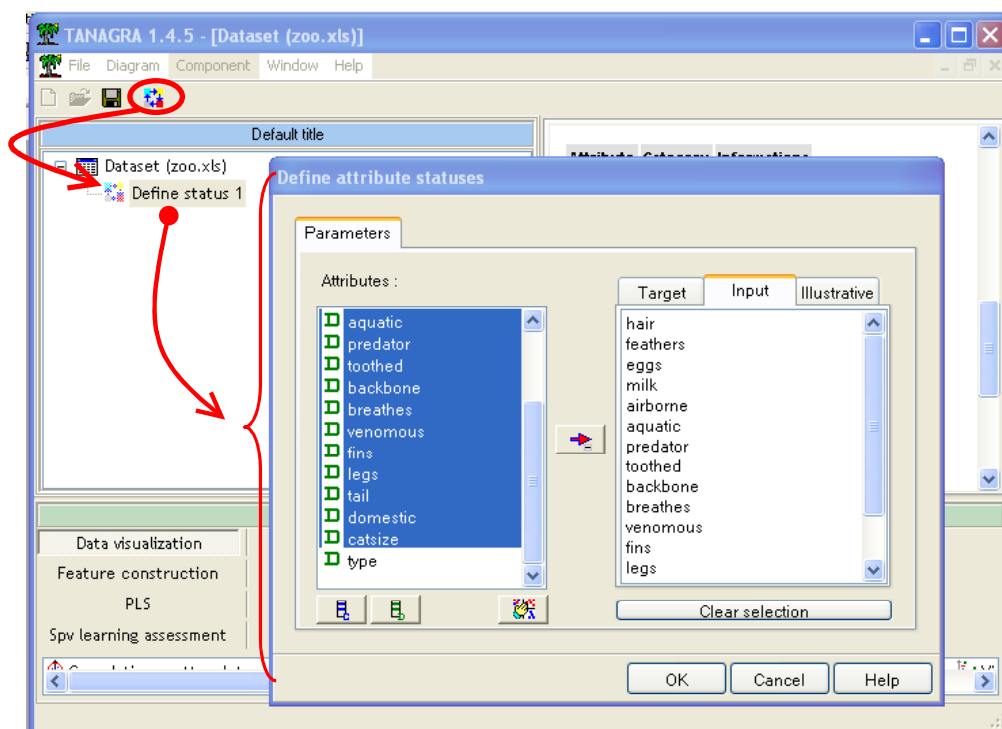 TANAGRA 1.4.5 - [Dataset (zoo.xls)]
File Diagram Component Window Help
Default title
Dataset (zoo.xls)
Define status 1
Attribute Category Informations
Define attribute statuses
Parameters
Attributes :
aquatic
predator
toothed
backbone
breathes
venomous
fins
legs
tail
domestic
catsize
type
Target Input Illustrative
hair
feathers
eggs
milk
airborne
aquatic
predator
toothed
backbone
breathes
venomous
fins
legs
Clear selection
Data visualization
Feature construction
PLS
Spv learning assessment
OK Cancel Help